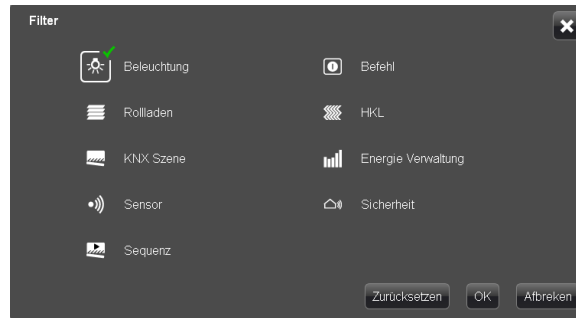 Filter
Beleuchtung
Befehl
Rollladen
HKL
KNX Szene
Energie Verwaltung
Sensor
Sicherheit
Sequenz
Zurücksetzen
OK
Afbreken